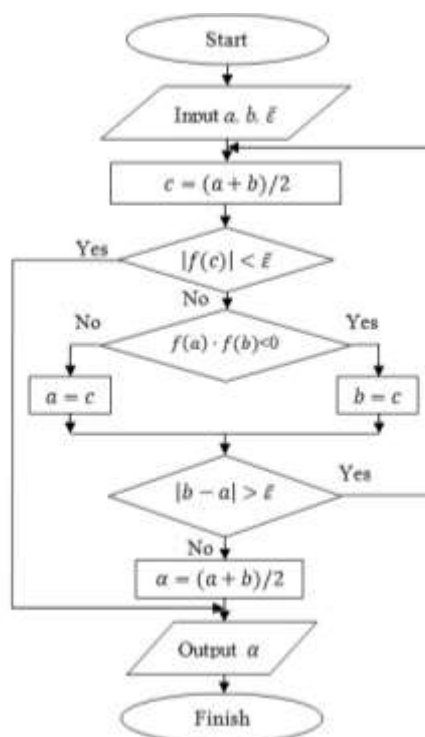 Start
Input a, b, ε̄
c = (a + b)/2
Yes
|f(c)| < ε̄
No
No
Yes
f(a) · f(b)<0
a = c
b = c
|b − a| > ε̄
Yes
No
α = (a + b)/2
Output α
Finish